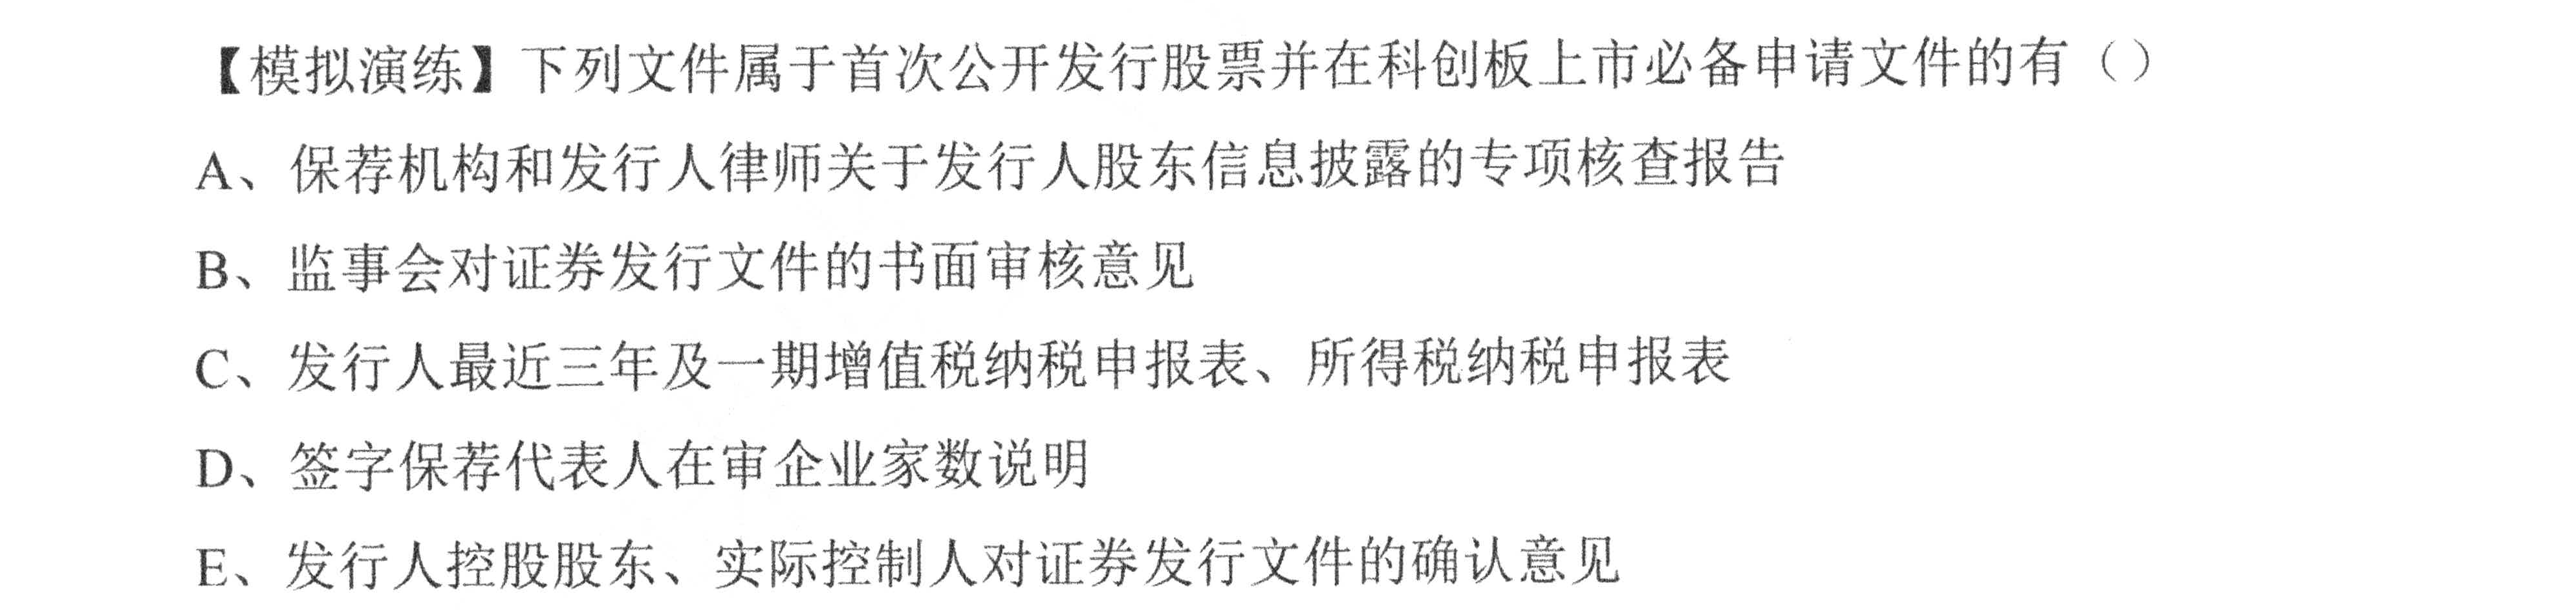 【模拟演练】下列文件属于首次公开发行股票并在科创板上市必备申请文件的有（）
A、保荐机构和发行人律师关于发行人股东信息披露的专项核查报告
B、监事会对证券发行文件的书面审核意见
C、发行人最近三年及一期增值税纳税申报表、所得税纳税申报表
D、签字保荐代表人在审企业家数说明
E、发行人控股股东、实际控制人对证券发行文件的确认意见